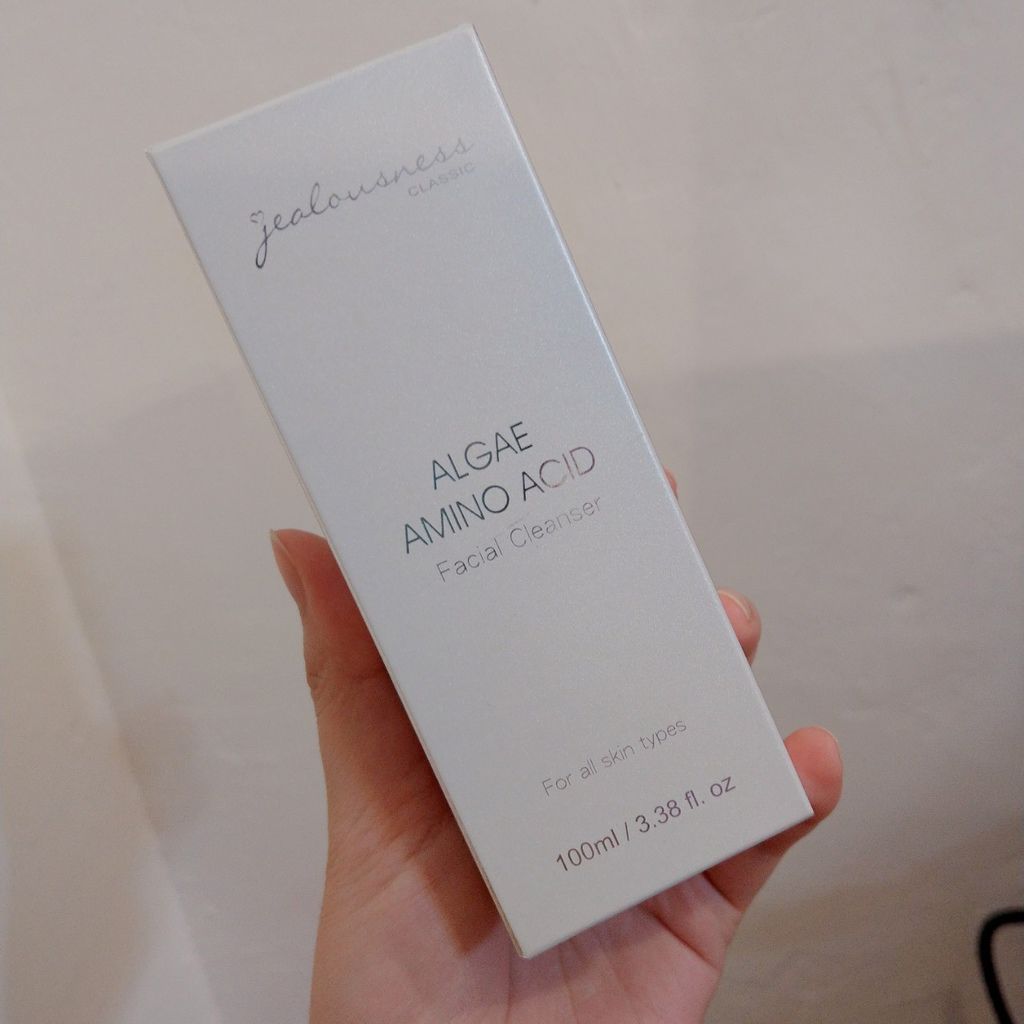 jealousness
CLASSIC
ALGAE
AMINO ACID
Facial Cleanser
For all skin types
100ml / 3.38 fl. oz